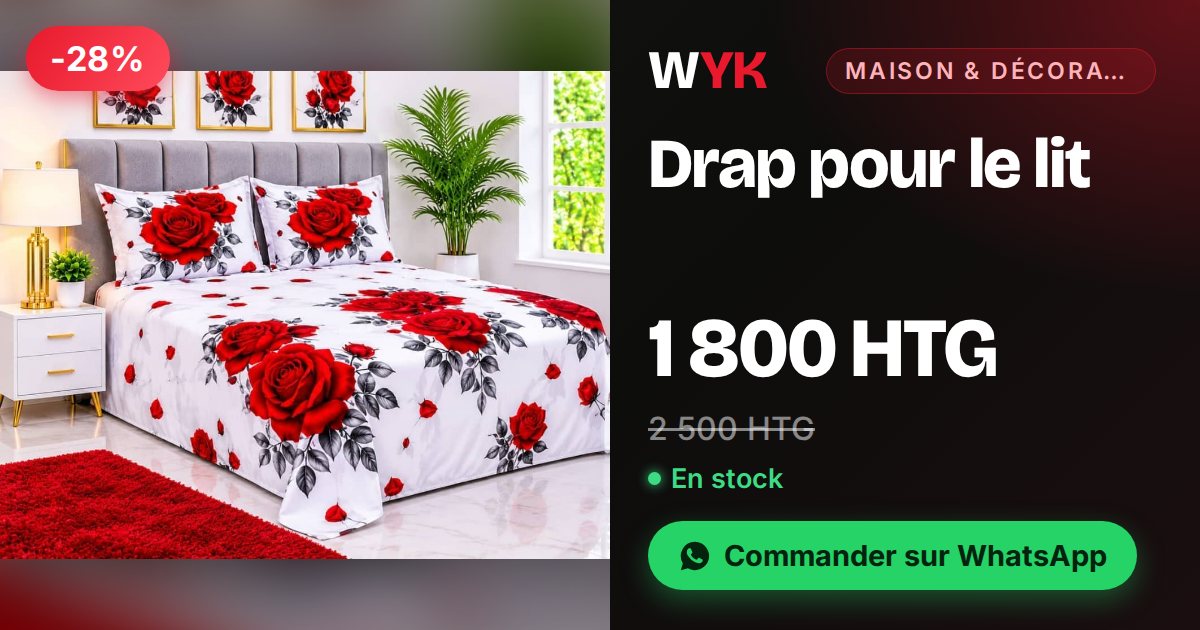 -28%
WYK
MAISON & DÉCORA...
Drap pour le lit
1 800 HTG
2 500 HTG
En stock
Commander sur WhatsApp